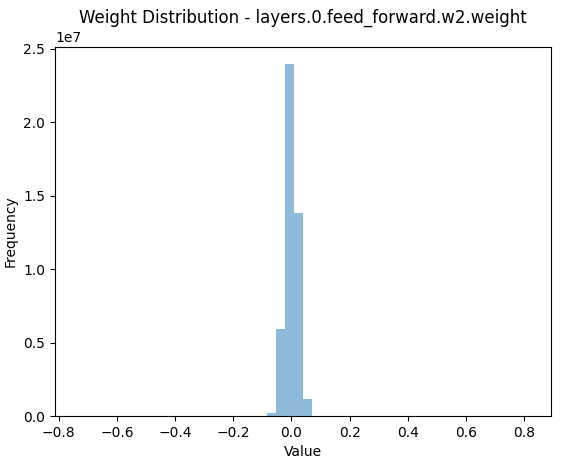 Weight Distribution - layers.0.feed_forward.w2.weight
1e7
2.5
2.0
1.5
1.0
0.5
0.0
Frequency
−0.8 −0.6 −0.4 −0.2 0.0 0.2 0.4 0.6 0.8
Value